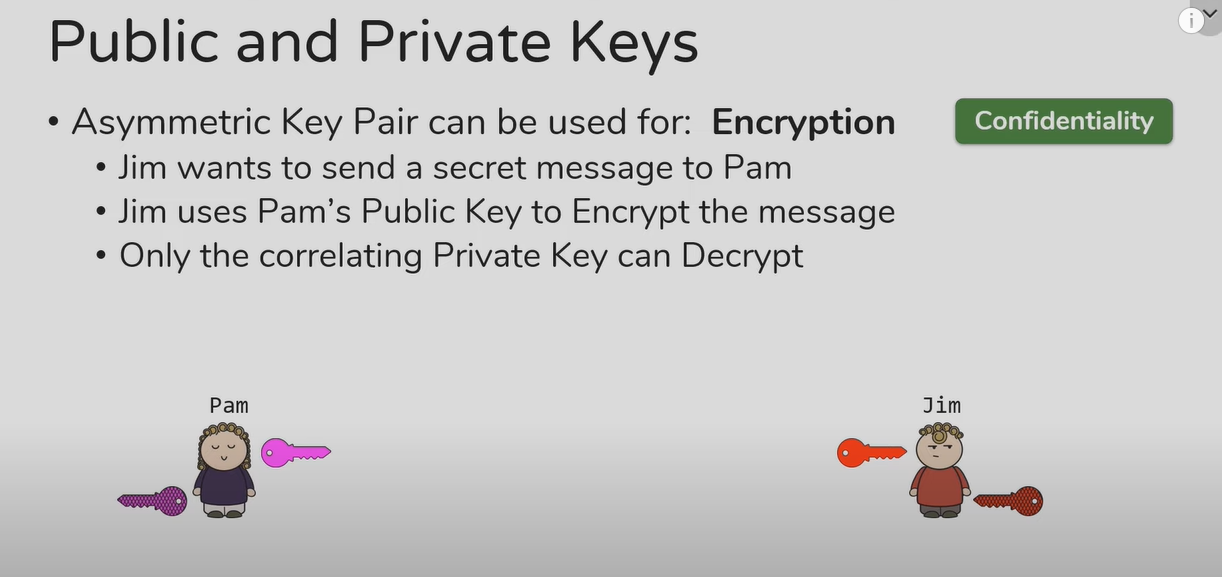 Public and Private Keys
• Asymmetric Key Pair can be used for: Encryption
Confidentiality
• Jim wants to send a secret message to Pam
• Jim uses Pam’s Public Key to Encrypt the message
• Only the correlating Private Key can Decrypt
Pam
Jim
i